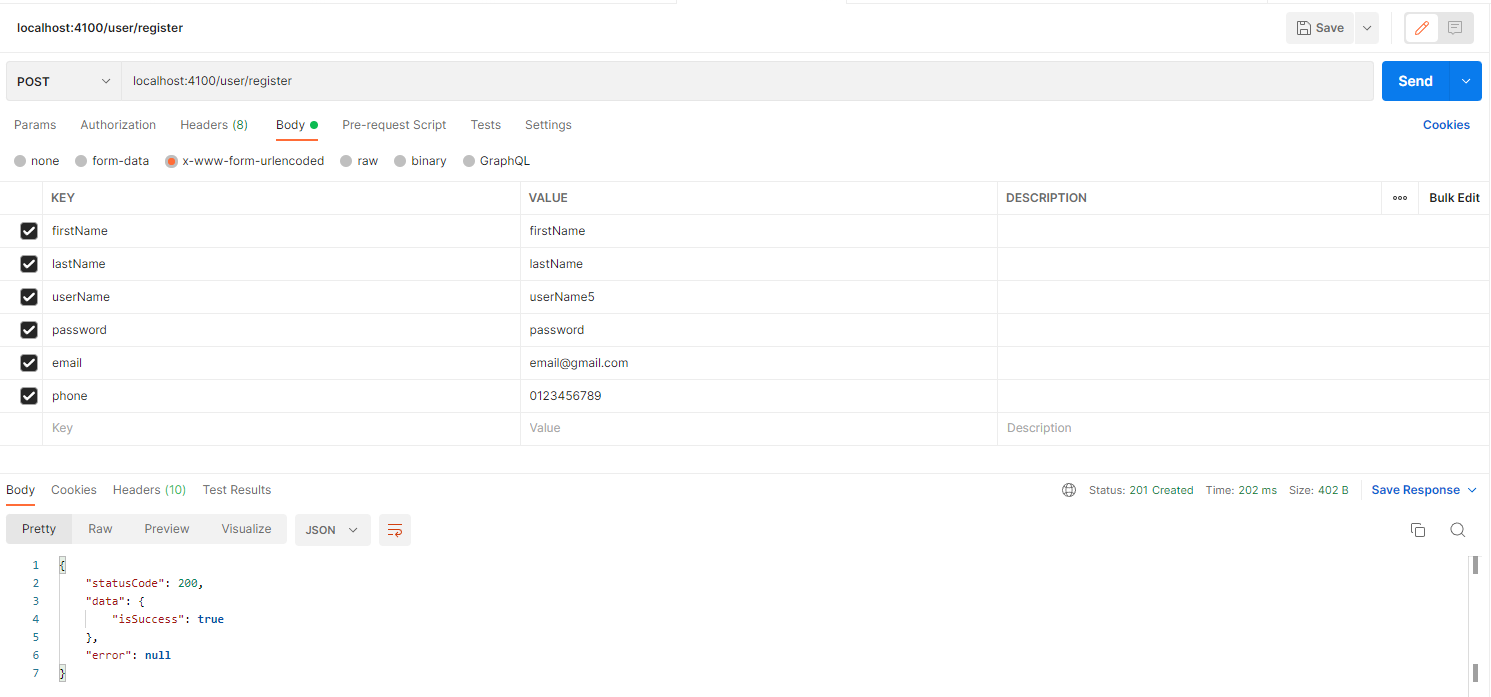 localhost:4100/user/register
Save
POST
localhost:4100/user/register
Send
Params Authorization Headers (8) Body Pre-request Script Tests Settings Cookies
none form-data x-www-form-urlencoded raw binary GraphQL
KEY VALUE DESCRIPTION Bulk Edit
firstName firstName
lastName lastName
userName userName5
password password
email email@gmail.com
phone 0123456789
Key Value Description
Body Cookies Headers (10) Test Results Status: 201 Created Time: 202 ms Size: 402 B Save Response
Pretty Raw Preview Visualize JSON
1 {
2 "statusCode": 200,
3 "data": {
4 "isSuccess": true
5 },
6 "error": null
7 }